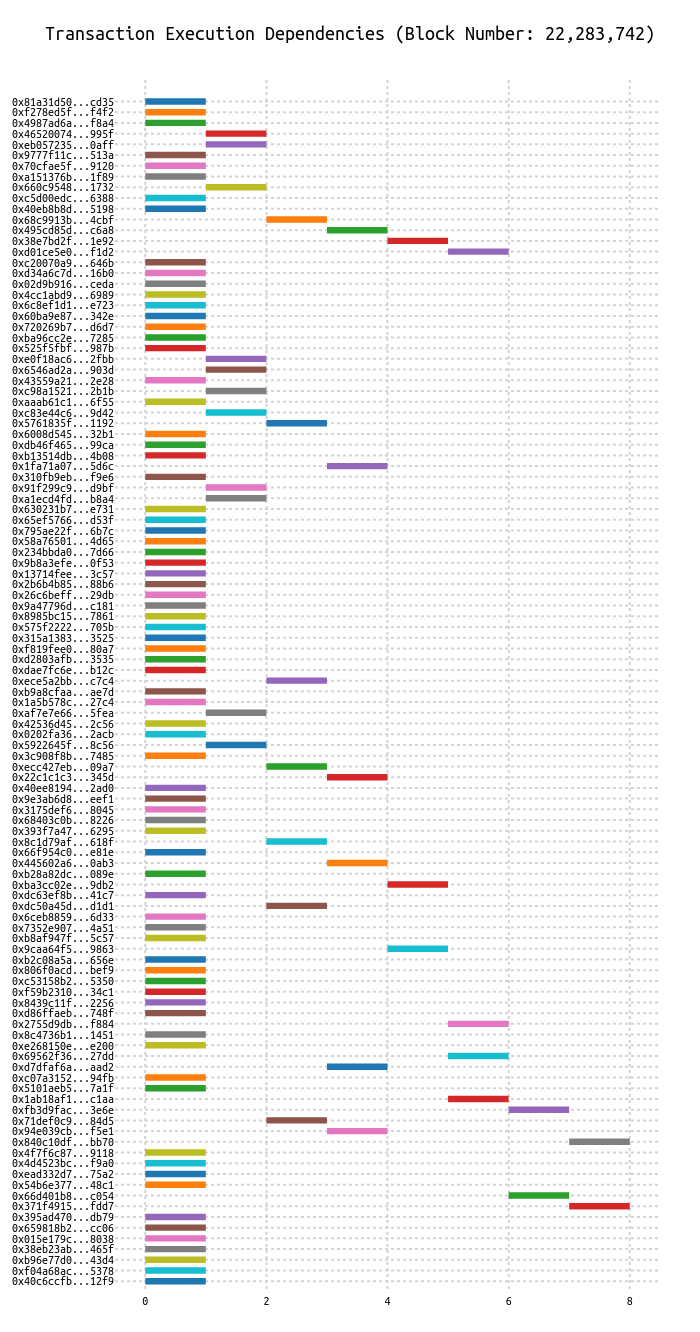 Transaction Execution Dependencies (Block Number: 22,283,742)
0x81a31d50...cd35
0xf278ed5f...f4f2
0x4987ad6a...f8a4
0x46520074...995f
0xeb057235...0aff
0x9777f11c...513a
0x70cfae5f...9120
0xa151376b...1f89
0x660c9548...1732
0xc5d00edc...6388
0x40eb8b8d...5198
0x68c9913b...4cbf
0x495cd85d...c6a8
0x38e7bd2f...1e92
0xd01ce5e0...f1d2
0xc20070a9...646b
0xd34a6c7d...16b0
0x02d9b916...ceda
0x4cc1abd9...6989
0x6c8ef1d1...e723
0x60ba9e87...342e
0x720269b7...d6d7
0xba96cc2e...7285
0x525f5fbf...987b
0xe0f18ac6...2fbb
0x6546ad2a...903d
0x43559a21...2e28
0xc98a1521...2b1b
0xaaab61c1...6f55
0xc83e44c6...9d42
0x5761835f...1192
0x6008d545...32b1
0xdb46f465...99ca
0xb13514db...4b08
0x1fa71a07...5d6c
0x310fb9eb...f9e6
0x91f299c9...d9bf
0xa1ecd4fd...b8a4
0x630231b7...e731
0x65ef5766...d53f
0x795ae22f...6b7c
0x58a76501...4d65
0x234bbda0...7d66
0x9b8a3efe...0f53
0x13714fee...3c57
0x2b6b4b85...88b6
0x26c6beff...29db
0x9a47796d...c181
0x8985bc15...7861
0x575f2222...705b
0x315a1383...3525
0xf819fee0...80a7
0xd2803afb...3535
0xdae7fc6e...b12c
0xece5a2bb...c7c4
0xb9a8cfaa...ae7d
0x1a5b578c...27c4
0xaf7e7e66...5fea
0x42536d45...2c56
0x0202fa36...2acb
0x5922645f...8c56
0x3c908f8b...7485
0xecc427eb...09a7
0x22c1c1c3...345d
0x40ee8194...2ad0
0x9e3ab6d8...eef1
0x3175def6...8045
0x68403c0b...8226
0x393f7a47...6295
0x8c1d79af...618f
0x66f954c0...e81e
0x445602a6...0ab3
0xb28a82dc...089e
0xba3cc02e...9db2
0xdc63ef8b...41c7
0xdc50a45d...d1d1
0x6ceb8859...6d33
0x7352e907...4a51
0xb8af947f...5c57
0x9caa64f5...9863
0xb2c08a5a...656e
0x806f0acd...bef9
0xc53158b2...5350
0xf59b2310...34c1
0x8439c11f...2256
0xd86ffaeb...748f
0x2755d9db...f884
0x8c4736b1...1451
0xe268150e...e200
0x69562f36...27dd
0xd7dfaf6a...aad2
0xc07a3152...94fb
0x5101aeb5...7a1f
0x1ab18af1...c1aa
0xfb3d9fac...3e6e
0x71def0c9...84d5
0x94e039cb...f5e1
0x840c10df...bb70
0x4f7f6c87...9118
0x4d4523bc...f9a0
0xead332d7...75a2
0x54b6e377...48c1
0x66d401b8...c054
0x371f4915...fdd7
0x395ad470...db79
0x659818b2...cc06
0x015e179c...8038
0x38eb23ab...465f
0xb96e77d0...43d4
0xf04a68ac...5378
0x40c6ccfb...12f9
0 2 4 6 8